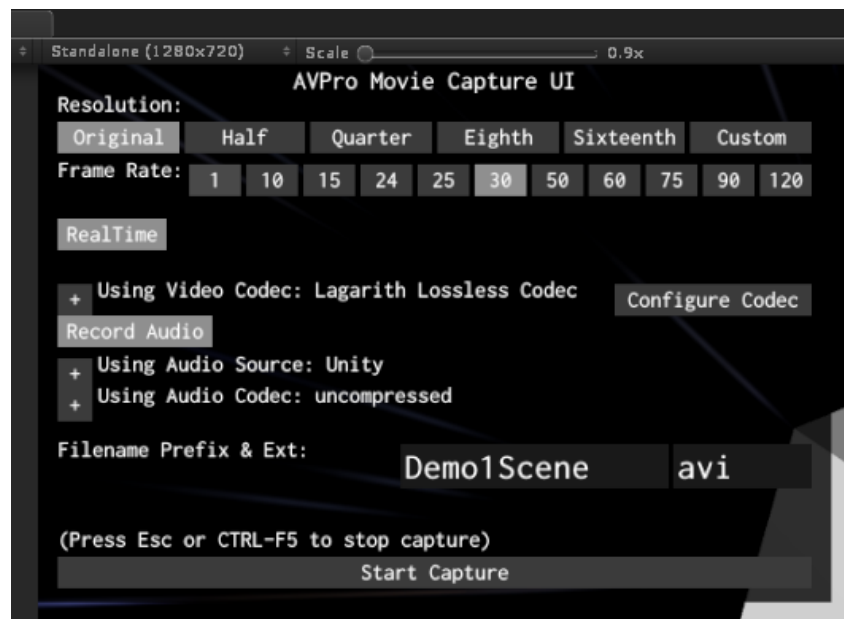 Standalone (1280x720) Scale 0.9x
AVPro Movie Capture UI
Resolution:
Original Half Quarter Eighth Sixteenth Custom
Frame Rate: 1 10 15 24 25 30 50 60 75 90 120
RealTime
+ Using Video Codec: Lagarith Lossless Codec Configure Codec
Record Audio
+ Using Audio Source: Unity
+ Using Audio Codec: uncompressed
Filename Prefix & Ext: Demo1Scene avi
(Press Esc or CTRL-F5 to stop capture)
Start Capture